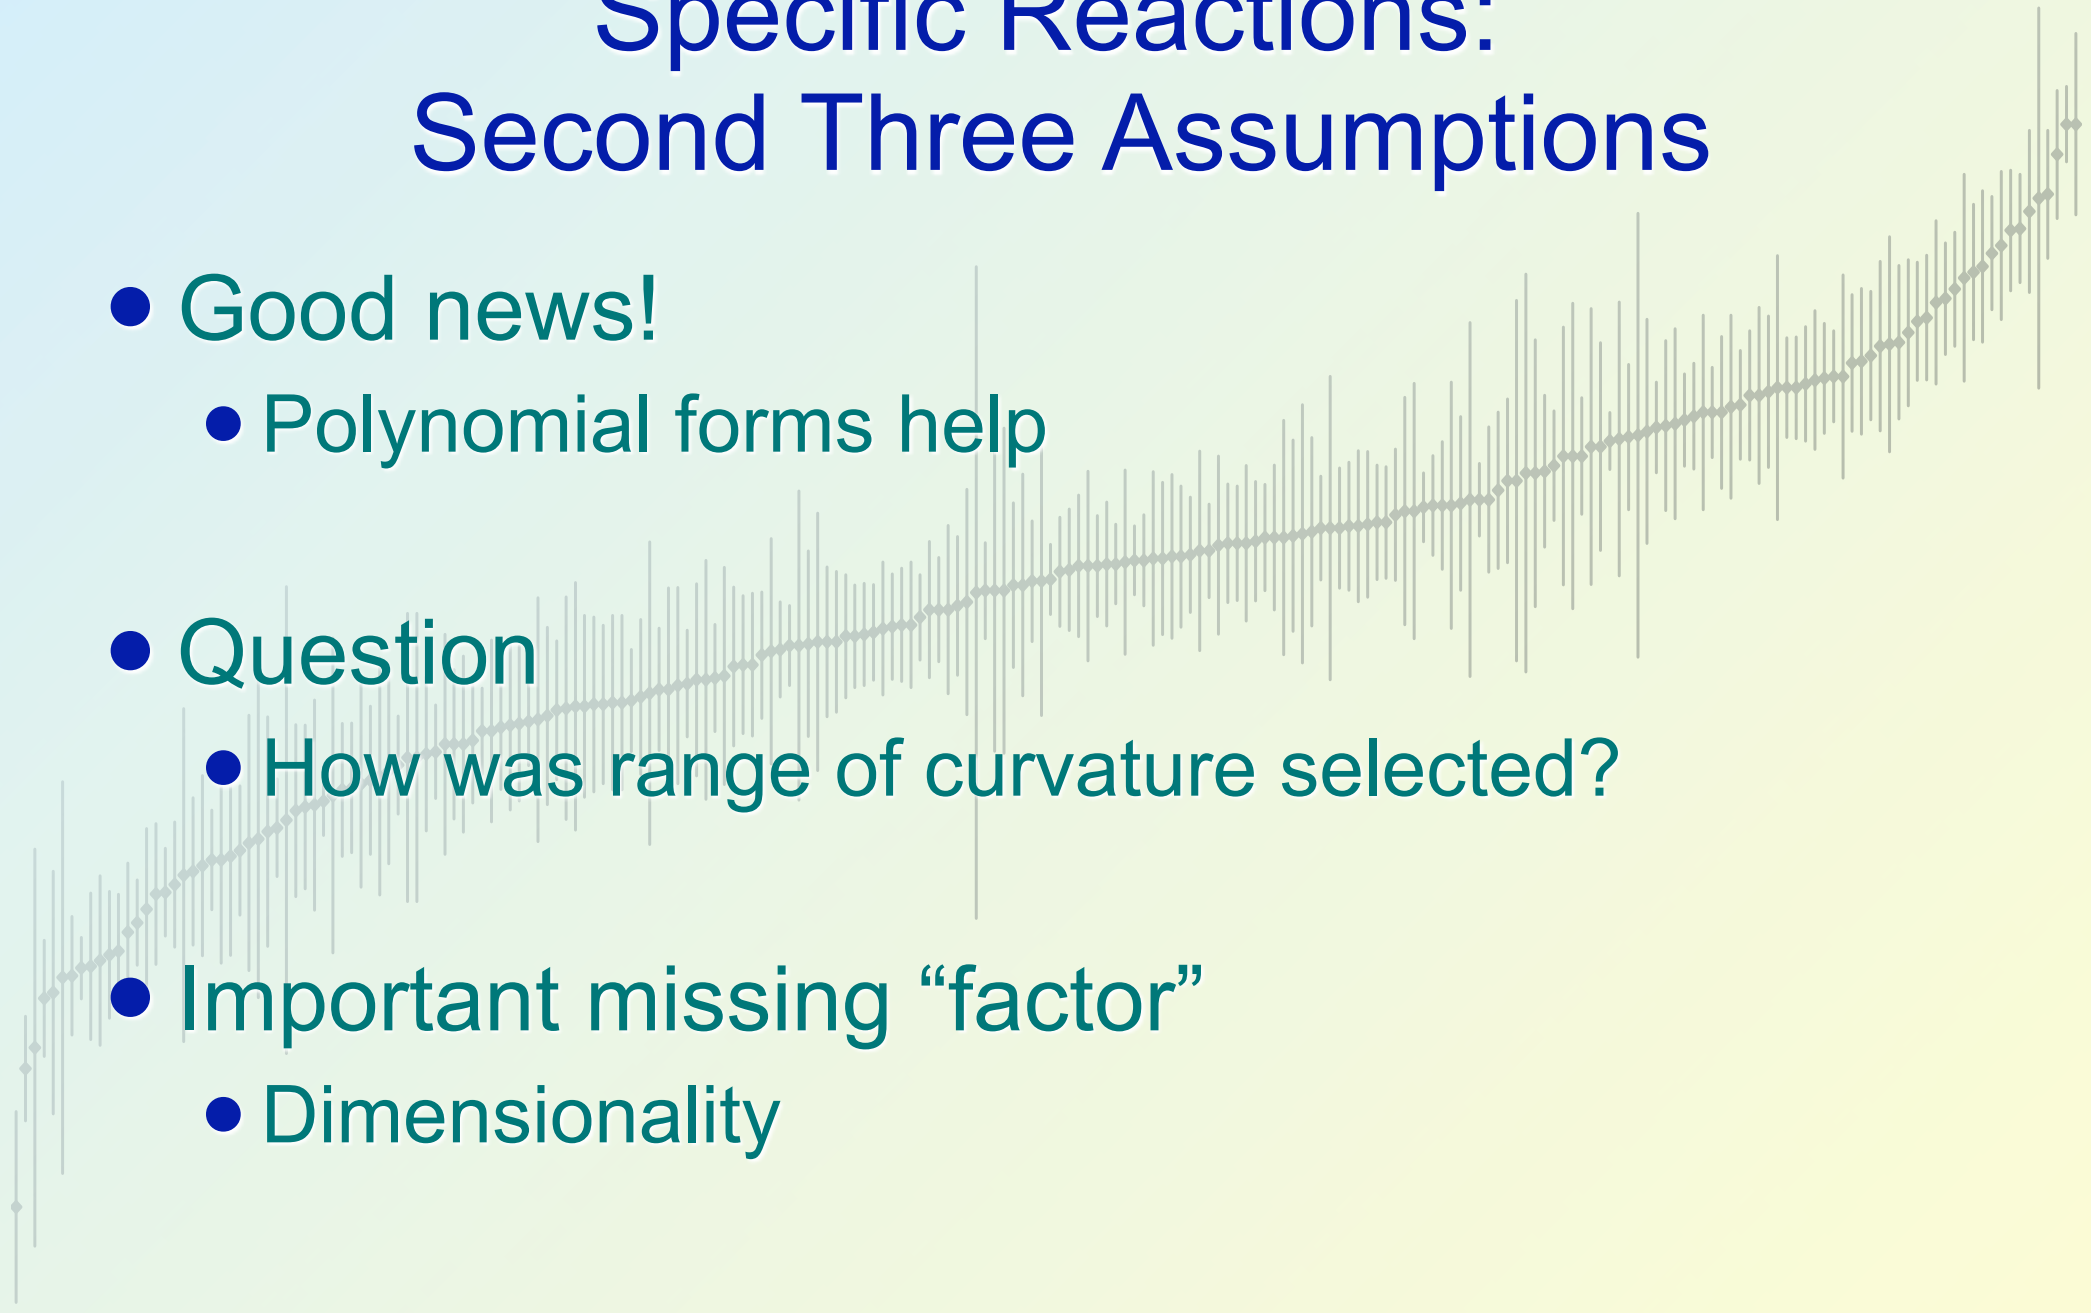 Specific Reactions:
Second Three Assumptions
● Good news!
● Polynomial forms help
● Question
● How was range of curvature selected?
● Important missing “factor”
● Dimensionality